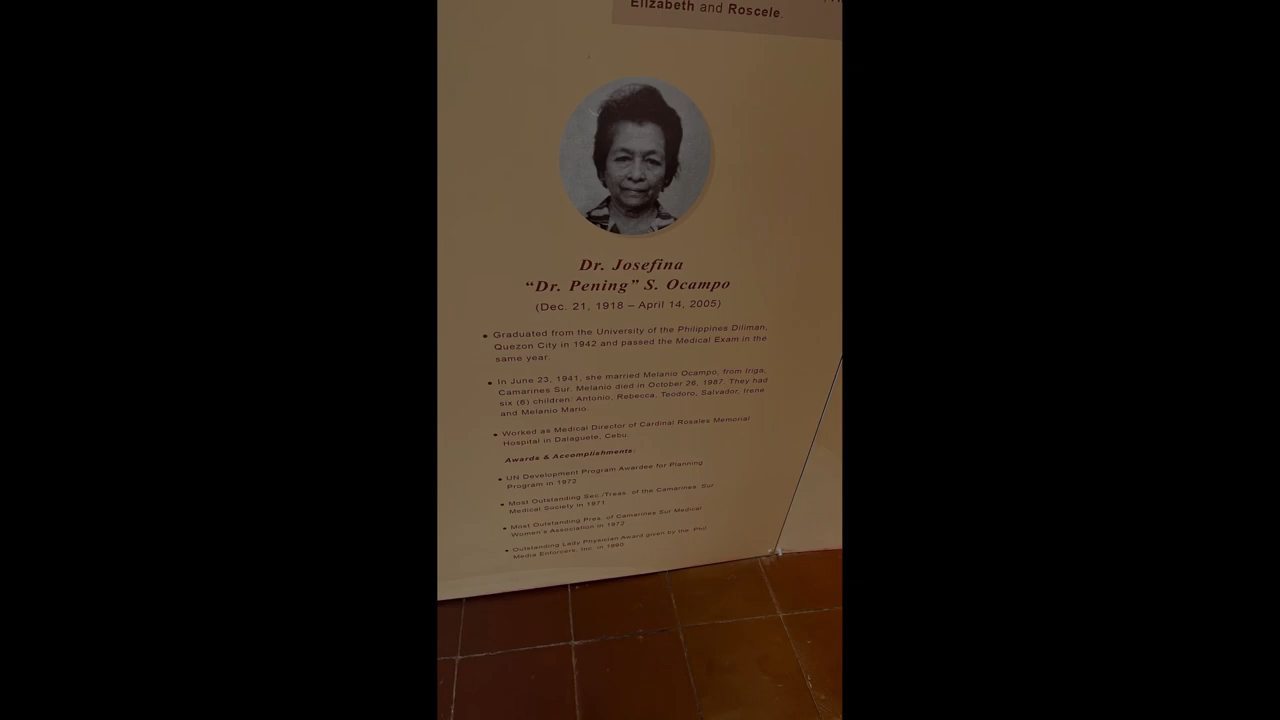 Elizabeth and Roscele.
Dr. Josefina
“Dr. Pening” S. Ocampo
(Dec. 21, 1918 – April 14, 2005)
• Graduated from the University of the Philippines Diliman,
Quezon City in 1942 and passed the Medical Exam in the
same year.
• In June 23, 1941, she married Melanio Ocampo, from Iriga,
Camarines Sur. Melanio died in October 26, 1987. They had
six (6) children: Antonio, Rebecca, Teodoro, Salvador, Irene
and Melanio Mario.
• Worked as Medical Director of Cardinal Rosales Memorial
Hospital in Dalaguete, Cebu.
Awards & Accomplishments:
• UN Development Program Awardee for Planning
Program in 1972
• Most Outstanding Sec./Treas. of the Camarines Sur
Medical Society in 1971
• Most Outstanding Pres. of Camarines Sur Medical
Women's Association in 1972
• Outstanding Lady Physician Award given by the Phil.
Media Enforcers, Inc. in 1990